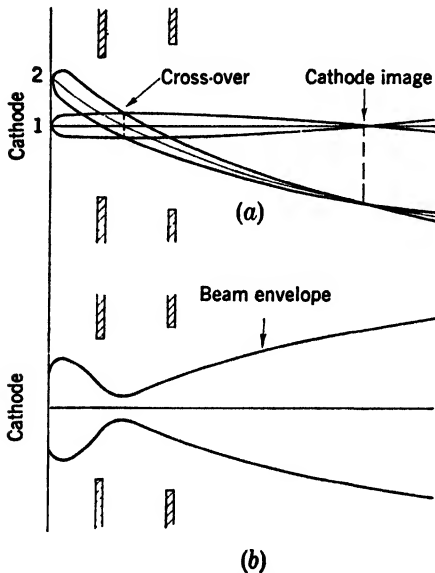 2
Cross-over
Cathode image
1
Cathode
(a)
Beam envelope
Cathode
(b)